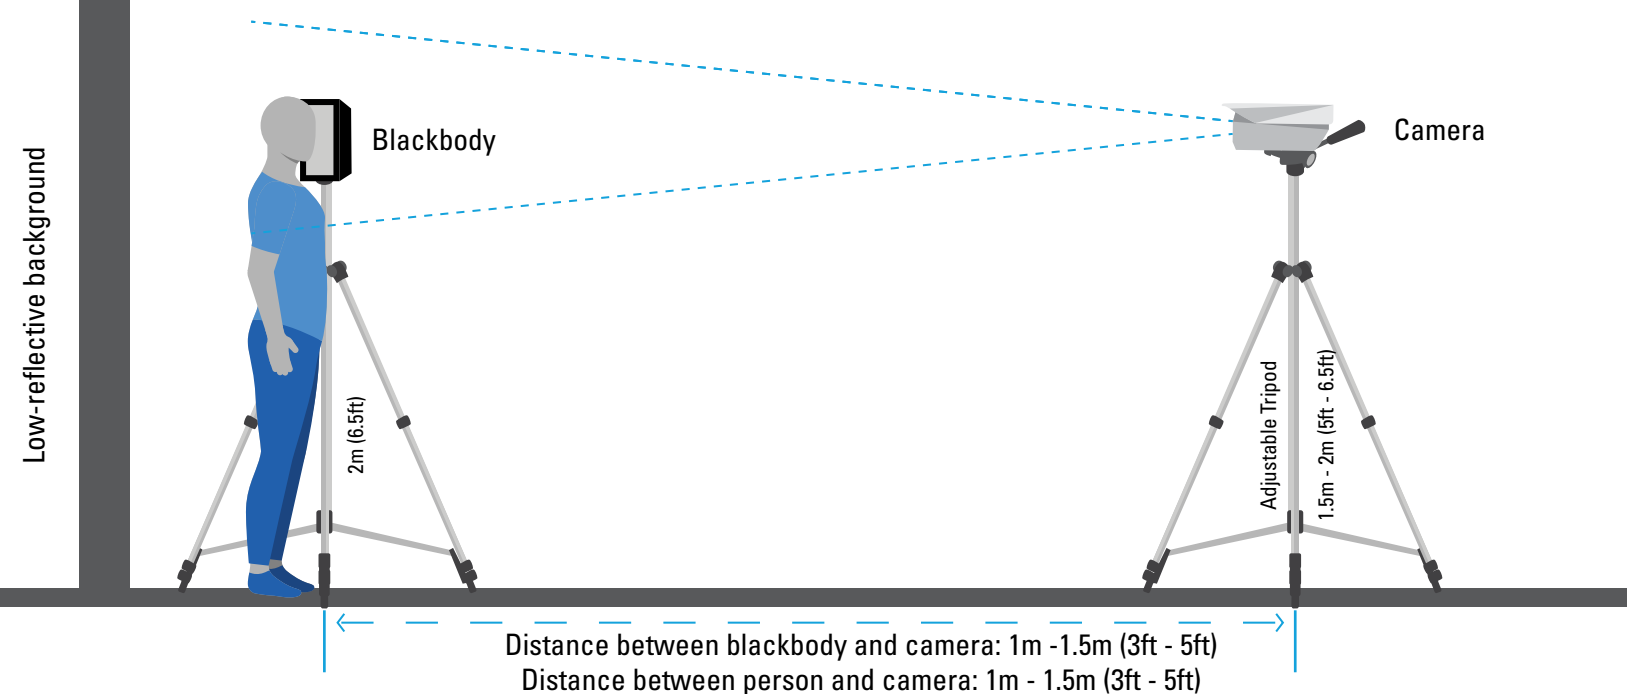 Low-reflective background
Blackbody
Camera
2m (6.5ft)
Adjustable Tripod
1.5m - 2m (5ft - 6.5ft)
Distance between blackbody and camera: 1m -1.5m (3ft - 5ft)
Distance between person and camera: 1m - 1.5m (3ft - 5ft)